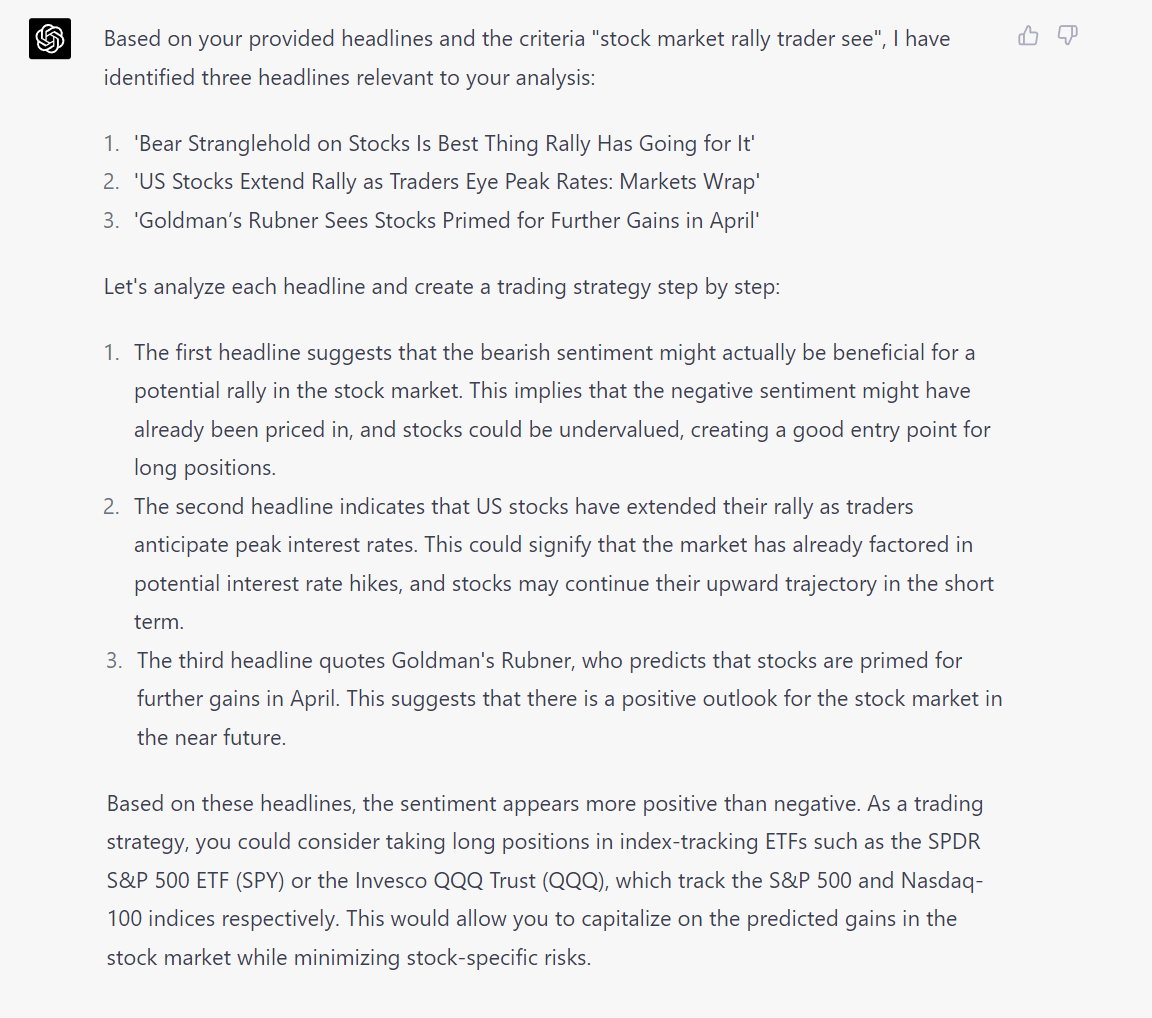 Based on your provided headlines and the criteria "stock market rally trader see", I have
identified three headlines relevant to your analysis:
1. 'Bear Stranglehold on Stocks Is Best Thing Rally Has Going for It'
2. 'US Stocks Extend Rally as Traders Eye Peak Rates: Markets Wrap'
3. 'Goldman’s Rubner Sees Stocks Primed for Further Gains in April'
Let's analyze each headline and create a trading strategy step by step:
1. The first headline suggests that the bearish sentiment might actually be beneficial for a
potential rally in the stock market. This implies that the negative sentiment might have
already been priced in, and stocks could be undervalued, creating a good entry point for
long positions.
2. The second headline indicates that US stocks have extended their rally as traders
anticipate peak interest rates. This could signify that the market has already factored in
potential interest rate hikes, and stocks may continue their upward trajectory in the short
term.
3. The third headline quotes Goldman's Rubner, who predicts that stocks are primed for
further gains in April. This suggests that there is a positive outlook for the stock market in
the near future.
Based on these headlines, the sentiment appears more positive than negative. As a trading
strategy, you could consider taking long positions in index-tracking ETFs such as the SPDR
S&P 500 ETF (SPY) or the Invesco QQQ Trust (QQQ), which track the S&P 500 and Nasdaq-
100 indices respectively. This would allow you to capitalize on the predicted gains in the
stock market while minimizing stock-specific risks.